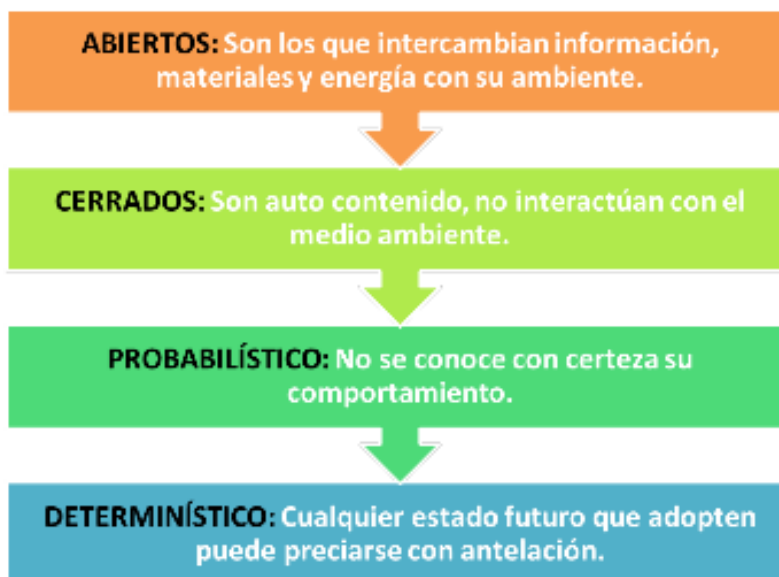 ABIERTOS: Son los que intercambian información,
materiales y energía con su ambiente.
CERRADOS: Son auto contenido, no interactúan con el
medio ambiente.
PROBABILÍSTICO: No se conoce con certeza su
comportamiento.
DETERMINÍSTICO: Cualquier estado futuro que adopten
puede preciarse con antelación.